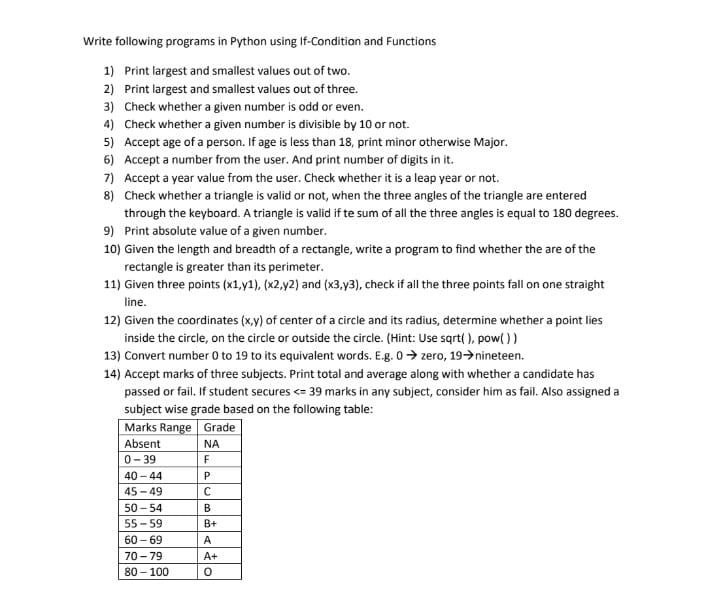 Write following programs in Python using If-Condition and Functions
1) Print largest and smallest values out of two.
2) Print largest and smallest values out of three.
3) Check whether a given number is odd or even.
4) Check whether a given number is divisible by 10 or not.
5) Accept age of a person. If age is less than 18, print minor otherwise Major.
6) Accept a number from the user. And print number of digits in it.
7) Accept a year value from the user. Check whether it is a leap year or not.
8) Check whether a triangle is valid or not, when the three angles of the triangle are entered
through the keyboard. A triangle is valid if te sum of all the three angles is equal to 180 degrees.
9) Print absolute value of a given number.
10) Given the length and breadth of a rectangle, write a program to find whether the are of the
rectangle is greater than its perimeter.
11) Given three points (x1,y1), (x2,y2) and (x3,y3), check if all the three points fall on one straight
line.
12) Given the coordinates (x,y) of center of a circle and its radius, determine whether a point lies
inside the circle, on the circle or outside the circle. (Hint: Use sqrt( ), pow( ) )
13) Convert number 0 to 19 to its equivalent words. E.g. 0 → zero, 19→nineteen.
14) Accept marks of three subjects. Print total and average along with whether a candidate has
passed or fail. If student secures <= 39 marks in any subject, consider him as fail. Also assigned a
subject wise grade based on the following table:
Marks Range Grade
Absent NA
0 – 39 F
40 – 44 P
45 – 49 C
50 – 54 B
55 – 59 B+
60 – 69 A
70 – 79 A+
80 – 100 O